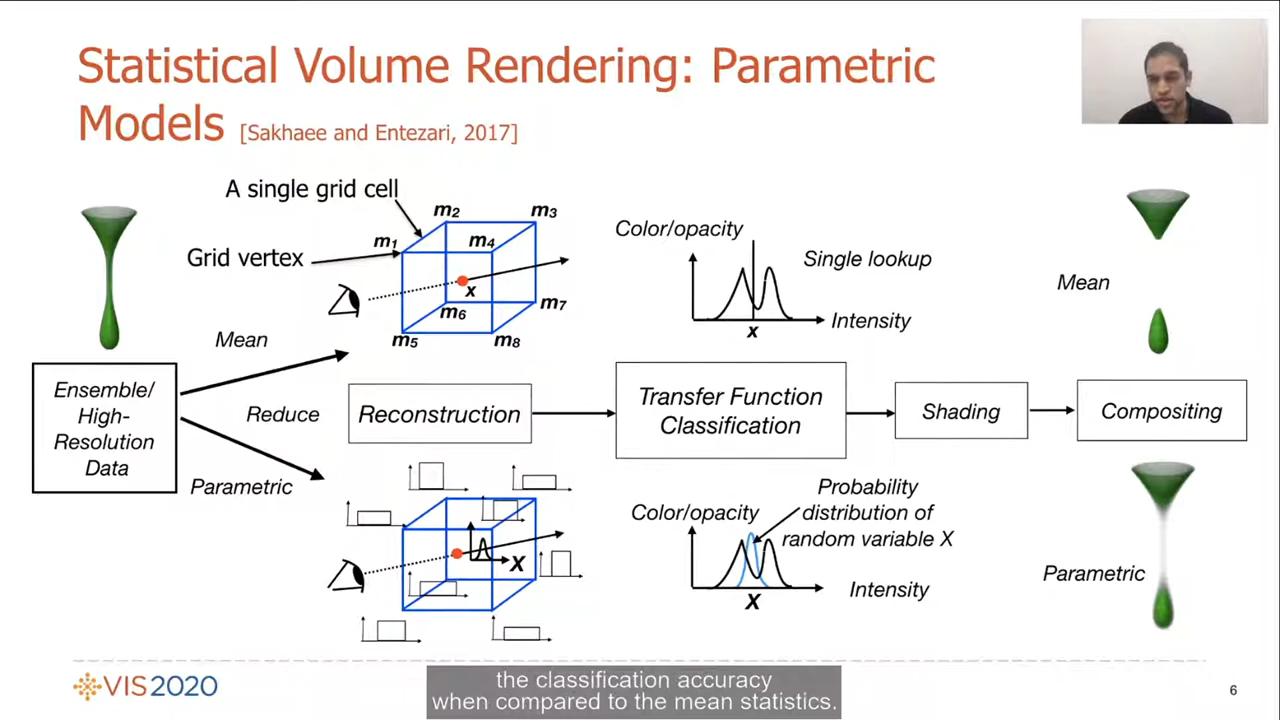 Statistical Volume Rendering: Parametric
Models [Sakhaee and Entezari, 2017]
A single grid cell
Grid vertex
m1
m2
m3
m4
x
m6
m7
m5
m8
Color/opacity
Single lookup
Intensity
x
Mean
Mean
Reduce
Parametric
Ensemble/
High-
Resolution
Data
Reconstruction
Transfer Function
Classification
Shading
Compositing
X
Color/opacity
Probability
distribution of
random variable X
Intensity
X
Parametric
VIS2020
the classification accuracy
when compared to the mean statistics.
6